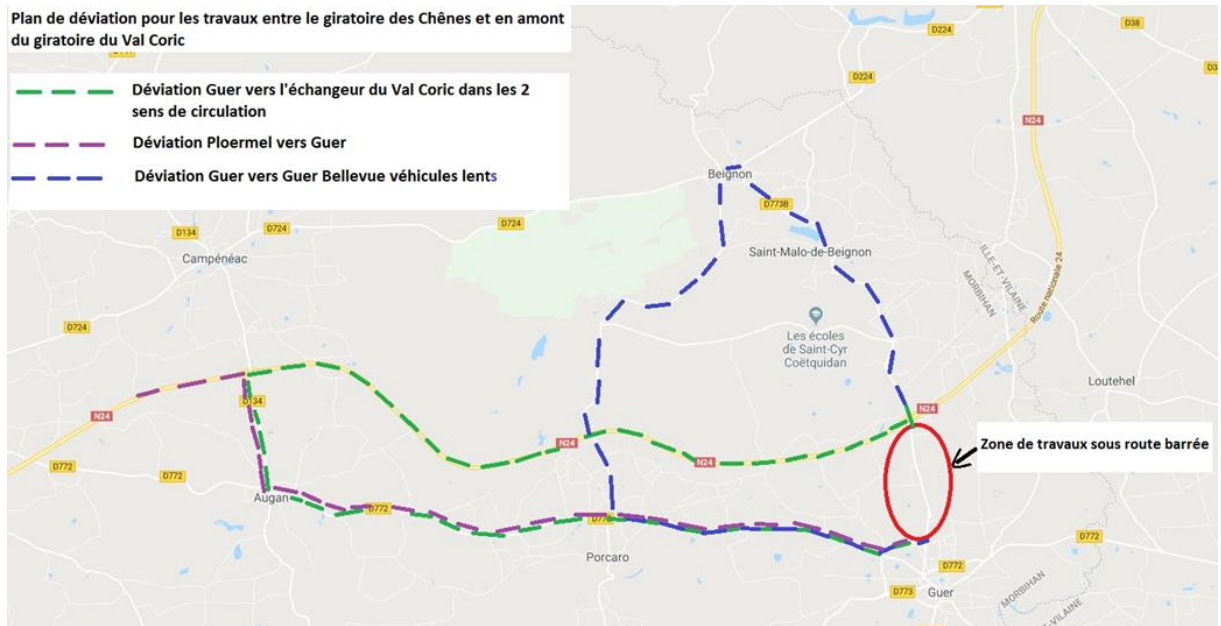 Plan de déviation pour les travaux entre le giratoire des Chênes et en amont
du giratoire du Val Coric
Déviation Guer vers l'échangeur du Val Coric dans les 2
sens de circulation
Déviation Ploermel vers Guer
Déviation Guer vers Guer Bellevue véhicules lents
D224
D38
D224
N24
N24
Beignon
D773B
D724
D724
D134
Campénéac
Saint-Malo-de-Beignon
ILLE-ET-VILAINE
MORBIHAN
Route nationale 24
D724
Les écoles
de Saint-Cyr
Coëtquidan
Loutehel
D134
N24
N24
N24
N24
Zone de travaux sous route barrée
D772
D772
Augan
D772
Porcaro
D772
D772
D773
Guer
MORBIHAN
ILLE-ET-VILAINE